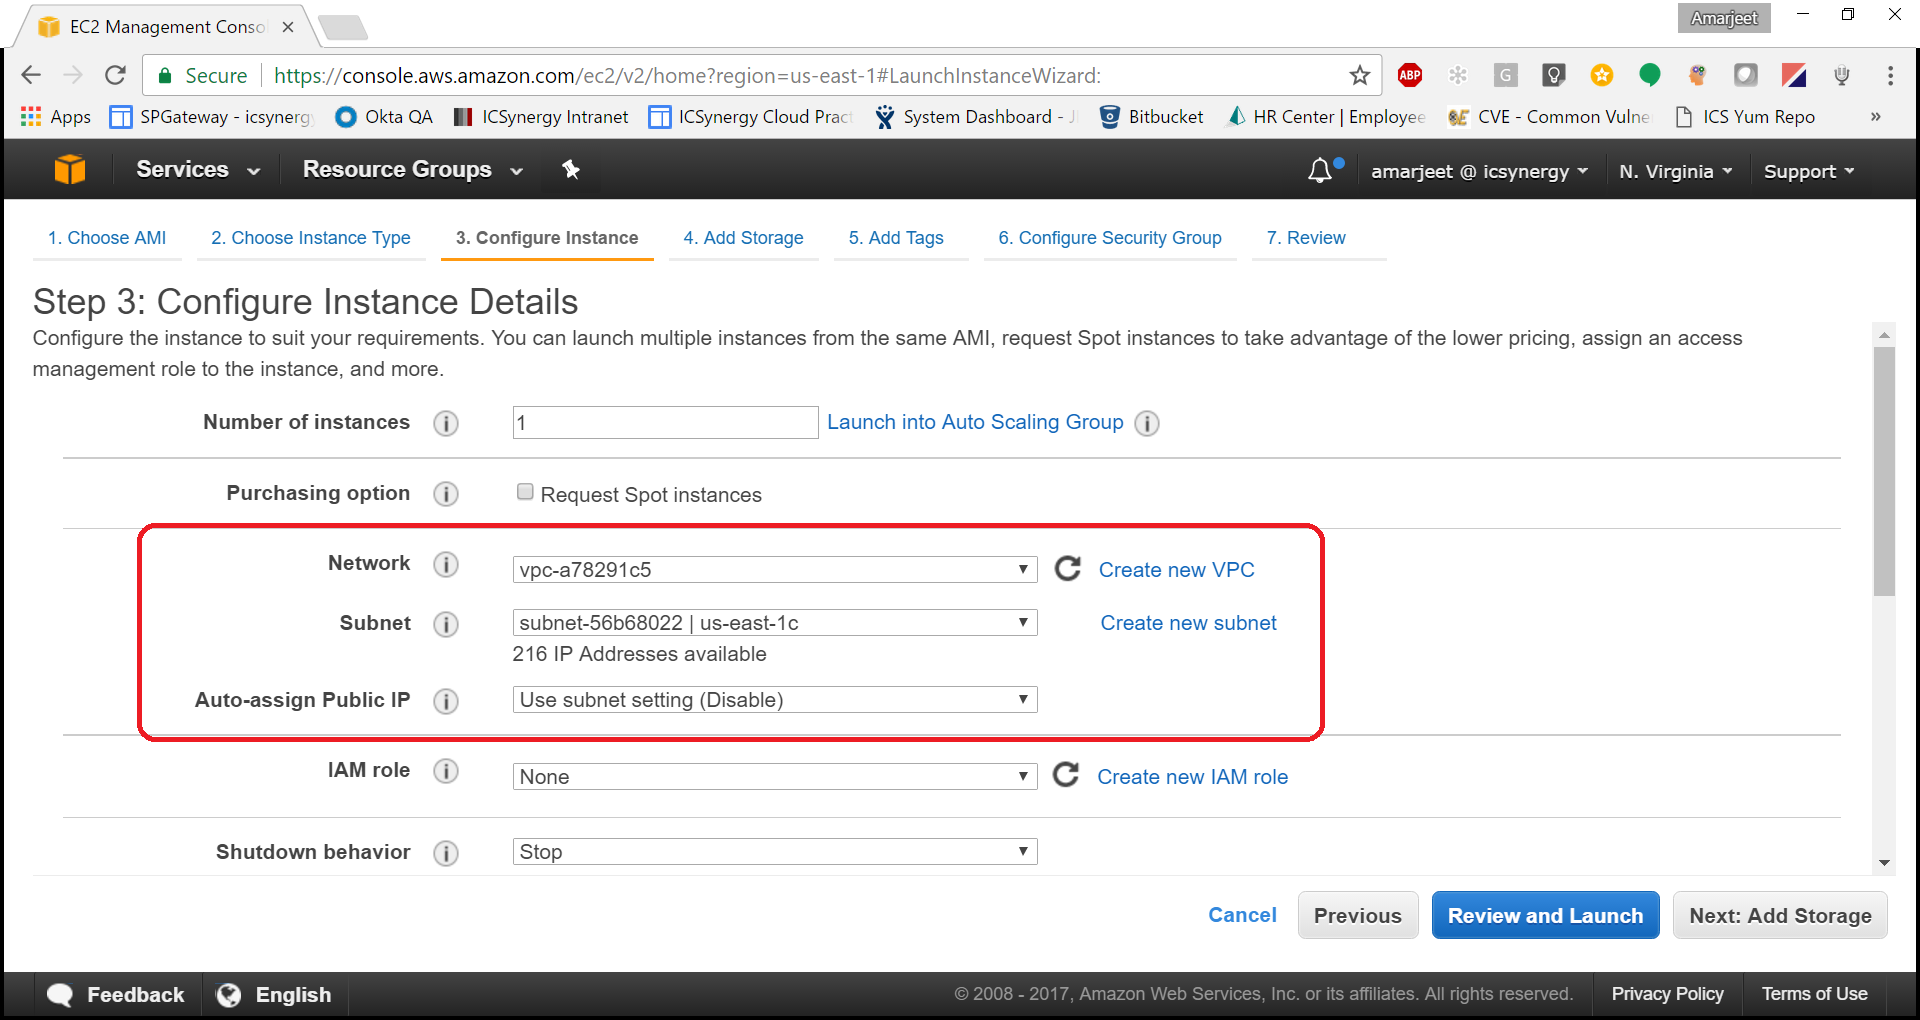 EC2 Management Conso
Amarjeet
Secure
https://console.aws.amazon.com/ec2/v2/home?region=us-east-1#LaunchInstanceWizard:
ABP
G
Apps
SPGateway - icsynergy
Okta QA
ICSynergy Intranet
ICSynergy Cloud Pract
System Dashboard - J
Bitbucket
HR Center | Employee
CVE - Common Vulne
ICS Yum Repo
»
Services
Resource Groups
amarjeet @ icsynergy
N. Virginia
Support
1. Choose AMI
2. Choose Instance Type
3. Configure Instance
4. Add Storage
5. Add Tags
6. Configure Security Group
7. Review
Step 3: Configure Instance Details
Configure the instance to suit your requirements. You can launch multiple instances from the same AMI, request Spot instances to take advantage of the lower pricing, assign an access
management role to the instance, and more.
Number of instances
i
1
Launch into Auto Scaling Group
i
Purchasing option
i
Request Spot instances
Network
i
vpc-a78291c5
Create new VPC
Subnet
i
subnet-56b68022 | us-east-1c
Create new subnet
216 IP Addresses available
Auto-assign Public IP
i
Use subnet setting (Disable)
IAM role
i
None
Create new IAM role
Shutdown behavior
i
Stop
Cancel
Previous
Review and Launch
Next: Add Storage
Feedback
English
© 2008 - 2017, Amazon Web Services, Inc. or its affiliates. All rights reserved.
Privacy Policy
Terms of Use